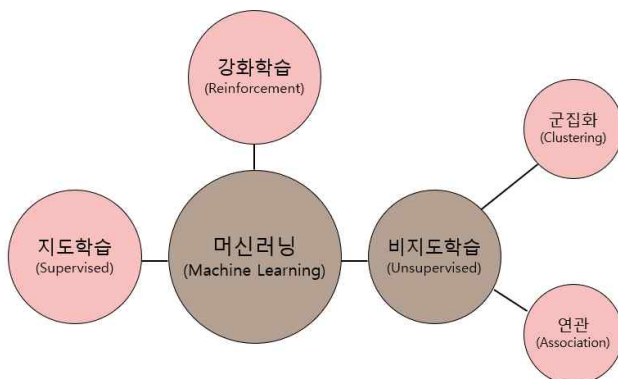 강화학습
(Reinforcement)
군집화
(Clustering)
지도학습
(Supervised)
머신러닝
(Machine Learning)
비지도학습
(Unsupervised)
연관
(Association)